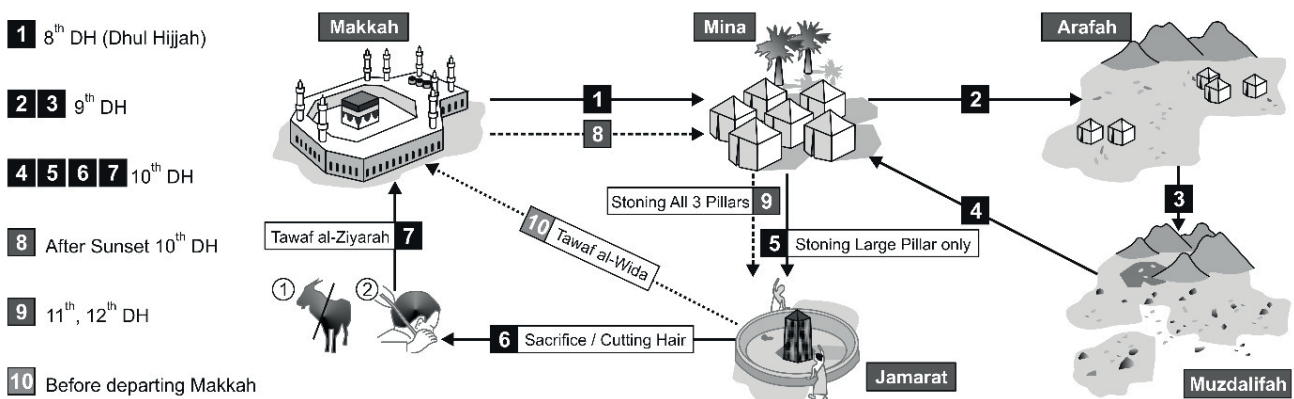 1 8th DH (Dhul Hijjah)
2 3 9th DH
4 5 6 7 10th DH
8 After Sunset 10th DH
9 11th, 12th DH
10 Before departing Makkah
Makkah
Mina
Arafah
1
8
2
3
4
Stoning All 3 Pillars 9
5 Stoning Large Pillar only
Tawaf al-Ziyarah 7
10 Tawaf al-Wida
1
2
6 Sacrifice / Cutting Hair
Jamarat
Muzdalifah